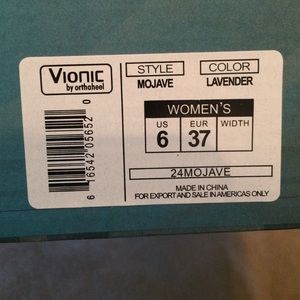 Vionic
by orthaheel
STYLE
MOJAVE
COLOR
LAVENDER
WOMEN'S
US
6
EUR
37
WIDTH
24MOJAVE
MADE IN CHINA
FOR EXPORT AND SALE IN AMERICAS ONLY
6 16542 05652 0